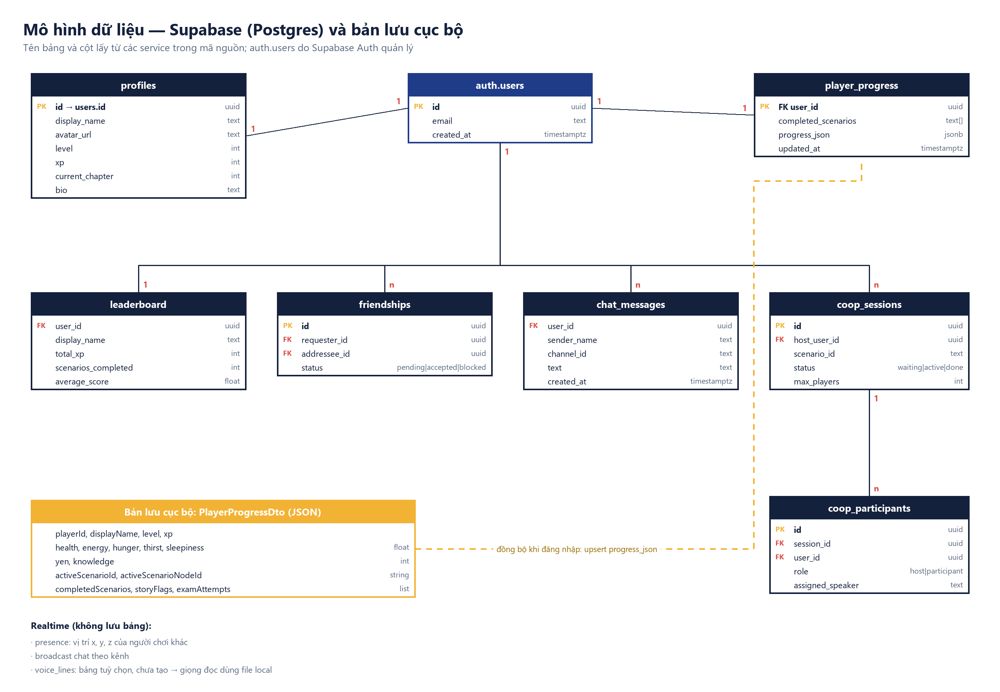 Mô hình dữ liệu — Supabase (Postgres) và bản lưu cục bộ
Tên bảng và cột lấy từ các service trong mã nguồn; auth.users do Supabase Auth quản lý
profiles
PK id → users.id uuid
display_name text
avatar_url text
level int
xp int
current_chapter int
bio text
1
1
auth.users
PK id uuid
email text
created_at timestamptz
1
1
1
player_progress
PK FK user_id uuid
completed_scenarios text[]
progress_json jsonb
updated_at timestamptz
1
n
n
n
leaderboard
FK user_id uuid
display_name text
total_xp int
scenarios_completed int
average_score float
friendships
PK id uuid
FK requester_id uuid
FK addressee_id uuid
status pending|accepted|blocked
chat_messages
FK user_id uuid
sender_name text
channel_id text
text text
created_at timestamptz
coop_sessions
PK id uuid
FK host_user_id uuid
scenario_id text
status waiting|active|done
max_players int
1
n
Bản lưu cục bộ: PlayerProgressDto (JSON)
playerId, displayName, level, xp
health, energy, hunger, thirst, sleepiness float
yen, knowledge int
activeScenarioId, activeScenarioNodeId string
completedScenarios, storyFlags, examAttempts list
đồng bộ khi đăng nhập: upsert progress_json
coop_participants
PK id uuid
FK session_id uuid
FK user_id uuid
role host|participant
assigned_speaker text
Realtime (không lưu bảng):
· presence: vị trí x, y, z của người chơi khác
· broadcast chat theo kênh
· voice_lines: bảng tuỳ chọn, chưa tạo → giọng đọc dùng file local